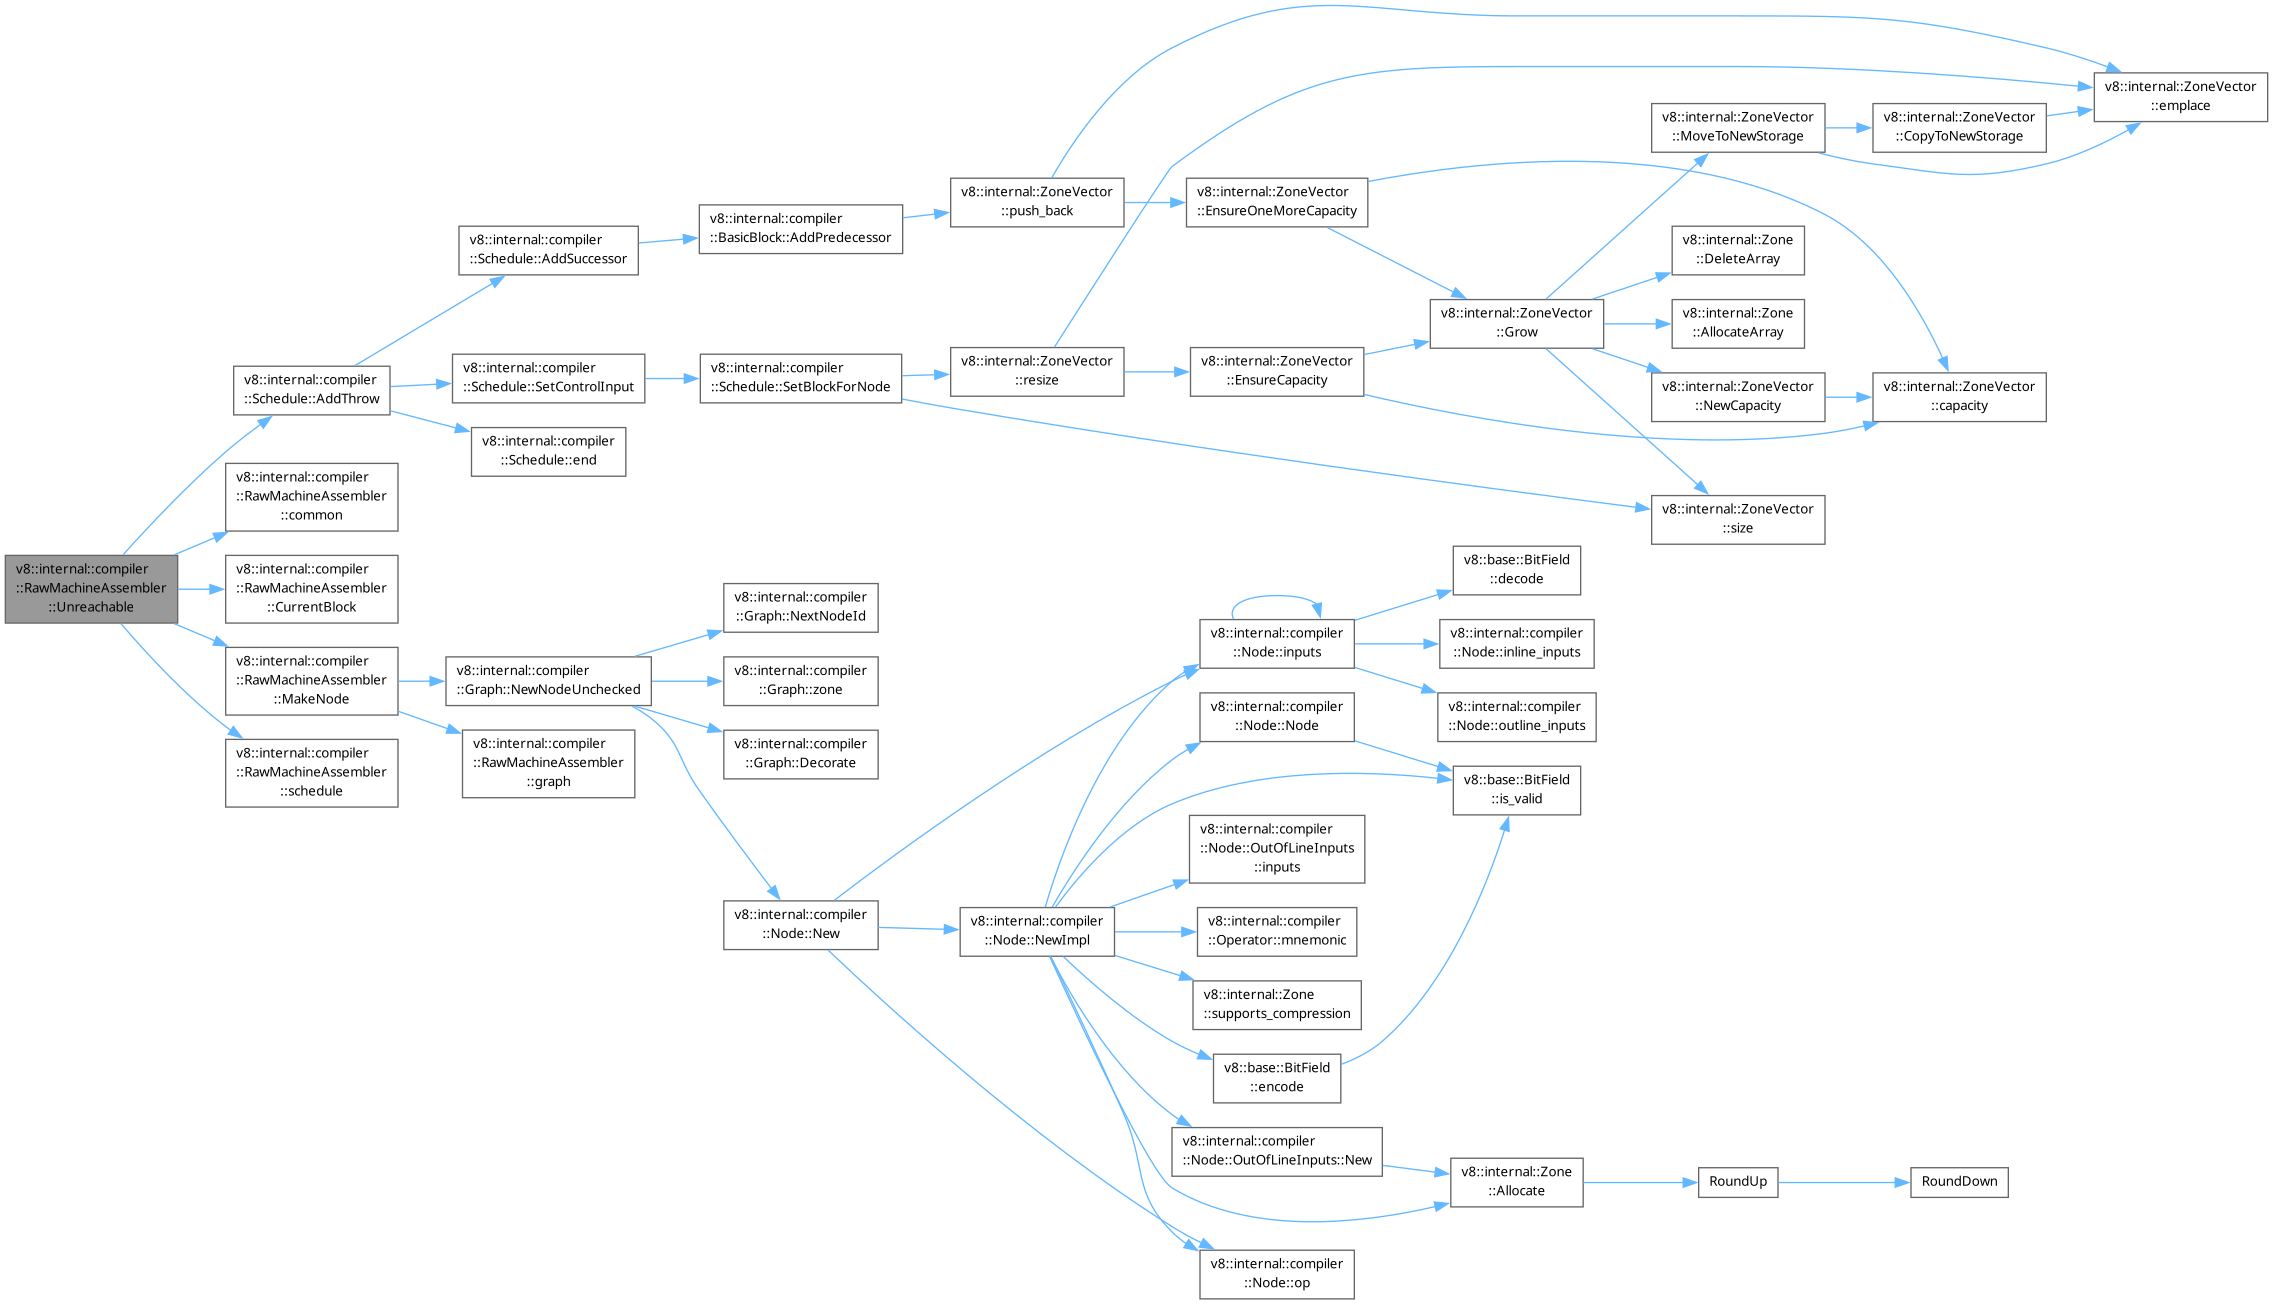 v8::internal::compiler
::RawMachineAssembler
::Unreachable
v8::internal::compiler
::Schedule::AddThrow
v8::internal::compiler
::RawMachineAssembler
::common
v8::internal::compiler
::RawMachineAssembler
::CurrentBlock
v8::internal::compiler
::RawMachineAssembler
::MakeNode
v8::internal::compiler
::RawMachineAssembler
::schedule
v8::internal::compiler
::Schedule::AddSuccessor
v8::internal::compiler
::Schedule::SetControlInput
v8::internal::compiler
::Schedule::end
v8::internal::compiler
::Graph::NewNodeUnchecked
v8::internal::compiler
::RawMachineAssembler
::graph
v8::internal::compiler
::BasicBlock::AddPredecessor
v8::internal::compiler
::Schedule::SetBlockForNode
v8::internal::compiler
::Graph::NextNodeId
v8::internal::compiler
::Graph::zone
v8::internal::compiler
::Graph::Decorate
v8::internal::compiler
::Node::New
v8::internal::ZoneVector
::push_back
v8::internal::ZoneVector
::resize
v8::internal::compiler
::Node::NewImpl
v8::internal::ZoneVector
::EnsureOneMoreCapacity
v8::internal::ZoneVector
::EnsureCapacity
v8::internal::compiler
::Node::inputs
v8::internal::compiler
::Node::Node
v8::internal::compiler
::Node::OutOfLineInputs
::inputs
v8::internal::compiler
::Operator::mnemonic
v8::internal::Zone
::supports_compression
v8::base::BitField
::encode
v8::internal::compiler
::Node::OutOfLineInputs::New
v8::internal::compiler
::Node::op
v8::internal::ZoneVector
::Grow
v8::base::BitField
::decode
v8::internal::compiler
::Node::inline_inputs
v8::internal::compiler
::Node::outline_inputs
v8::base::BitField
::is_valid
v8::internal::Zone
::Allocate
v8::internal::ZoneVector
::MoveToNewStorage
v8::internal::Zone
::DeleteArray
v8::internal::Zone
::AllocateArray
v8::internal::ZoneVector
::NewCapacity
v8::internal::ZoneVector
::size
RoundUp
v8::internal::ZoneVector
::CopyToNewStorage
v8::internal::ZoneVector
::capacity
RoundDown
v8::internal::ZoneVector
::emplace